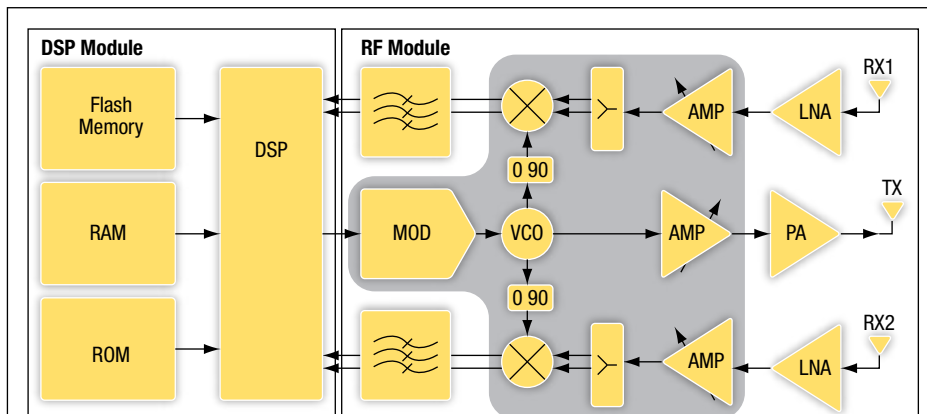 DSP Module
RF Module
Flash
Memory
DSP
RAM
ROM
RX1
AMP
LNA
0 90
TX
MOD
VCO
AMP
PA
0 90
RX2
AMP
LNA